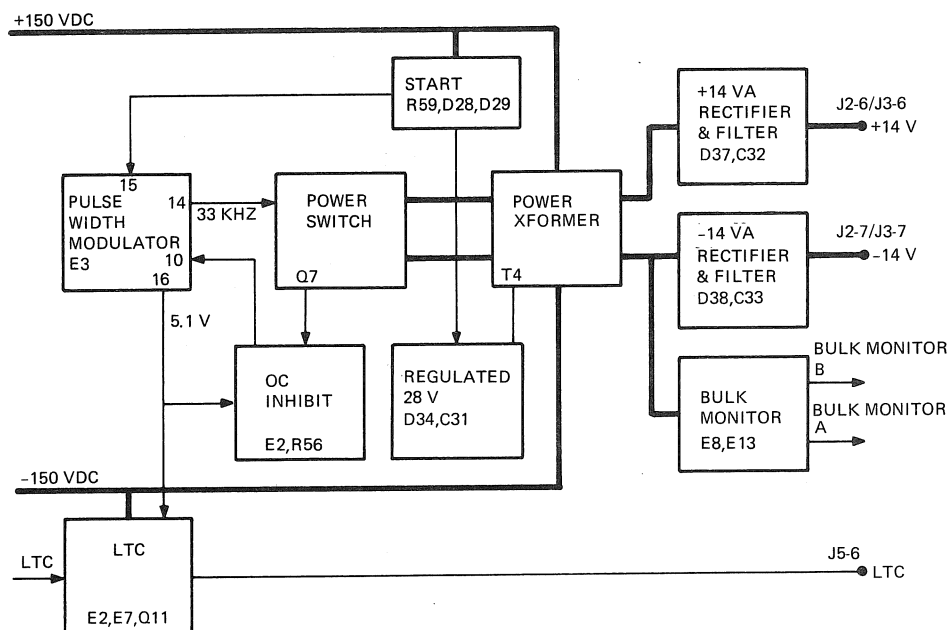 +150 VDC
START
R59,D28,D29
+14 VA
RECTIFIER
& FILTER
D37,C32
J2-6/J3-6
+14 V
15
PULSE
WIDTH
MODULATOR
E3
14
10
16
33 KHZ
POWER
SWITCH
Q7
POWER
XFORMER
T4
-14 VA
RECTIFIER
& FILTER
D38,C33
J2-7/J3-7
-14 V
5.1 V
OC
INHIBIT
E2,R56
REGULATED
28 V
D34,C31
BULK
MONITOR
E8,E13
BULK MONITOR
B
BULK MONITOR
A
-150 VDC
LTC
LTC
E2,E7,Q11
J5-6
LTC